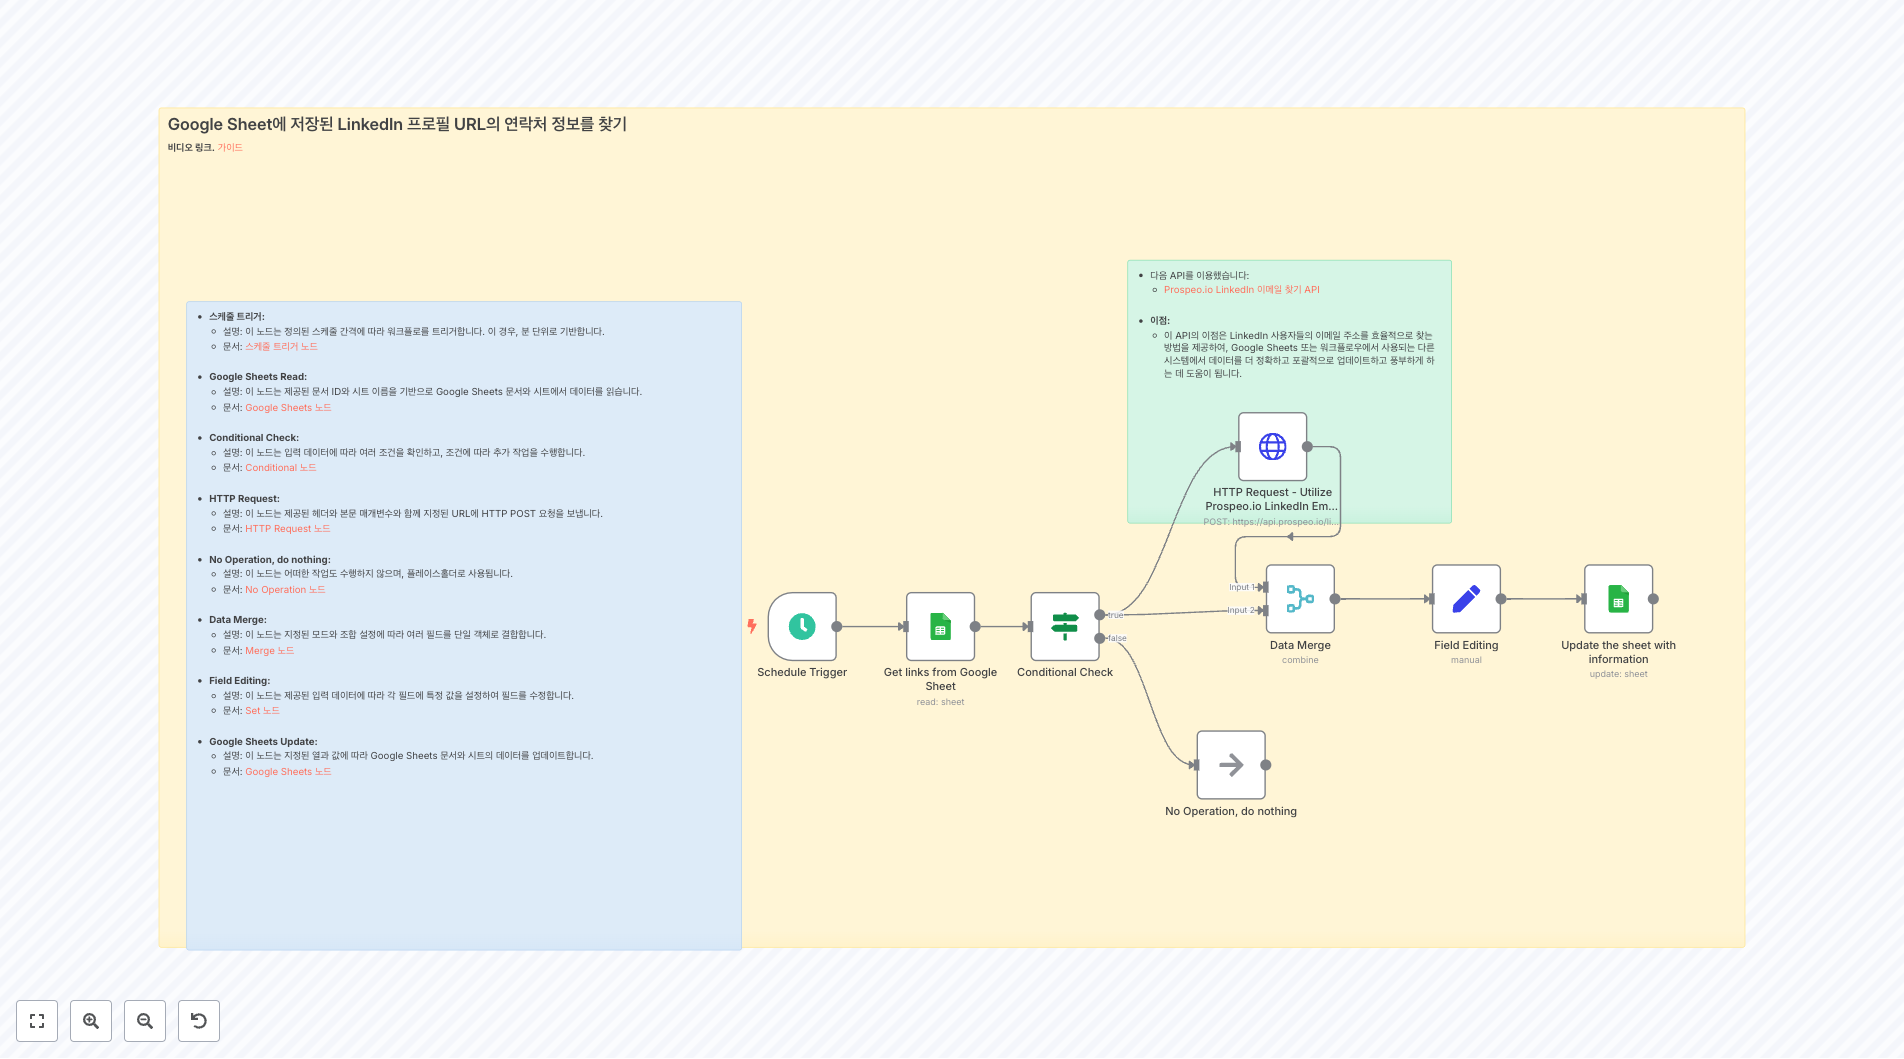 Google Sheet에 저장된 LinkedIn 프로필 URL의 연락처 정보를 찾기
비디오 링크. 가이드
스케줄 트리거:
설명: 이 노드는 정의된 스케줄 간격에 따라 워크플로를 트리거합니다. 이 경우, 분 단위로 기반합니다.
문서: 스케줄 트리거 노드
Google Sheets Read:
설명: 이 노드는 제공된 문서 ID와 시트 이름을 기반으로 Google Sheets 문서와 시트에서 데이터를 읽습니다.
문서: Google Sheets 노드
Conditional Check:
설명: 이 노드는 입력 데이터에 따라 여러 조건을 확인하고, 조건에 따라 추가 작업을 수행합니다.
문서: Conditional 노드
HTTP Request:
설명: 이 노드는 제공된 헤더와 본문 매개변수와 함께 지정된 URL에 HTTP POST 요청을 보냅니다.
문서: HTTP Request 노드
No Operation, do nothing:
설명: 이 노드는 어떠한 작업도 수행하지 않으며, 플레이스홀더로 사용됩니다.
문서: No Operation 노드
Data Merge:
설명: 이 노드는 지정된 모드와 조합 설정에 따라 여러 필드를 단일 객체로 결합합니다.
문서: Merge 노드
Field Editing:
설명: 이 노드는 제공된 입력 데이터에 따라 각 필드에 특정 값을 설정하여 필드를 수정합니다.
문서: Set 노드
Google Sheets Update:
설명: 이 노드는 지정된 열과 값에 따라 Google Sheets 문서와 시트의 데이터를 업데이트합니다.
문서: Google Sheets 노드
다음 API를 이용했습니다:
Prospeo.io LinkedIn 이메일 찾기 API
이점:
이 API의 이점은 LinkedIn 사용자들의 이메일 주소를 효율적으로 찾는
방법을 제공하여, Google Sheets 또는 워크플로우에서 사용되는 다른
시스템에서 데이터를 더 정확하고 포괄적으로 업데이트하고 풍부하게 하
는 데 도움이 됩니다.
HTTP Request - Utilize
Prospeo.io LinkedIn Em...
POST: https://api.prospeo.io/li...
Schedule Trigger
Get links from Google
Sheet
read: sheet
Conditional Check
true
false
Input 1
Input 2
Data Merge
combine
Field Editing
manual
Update the sheet with
information
update: sheet
No Operation, do nothing